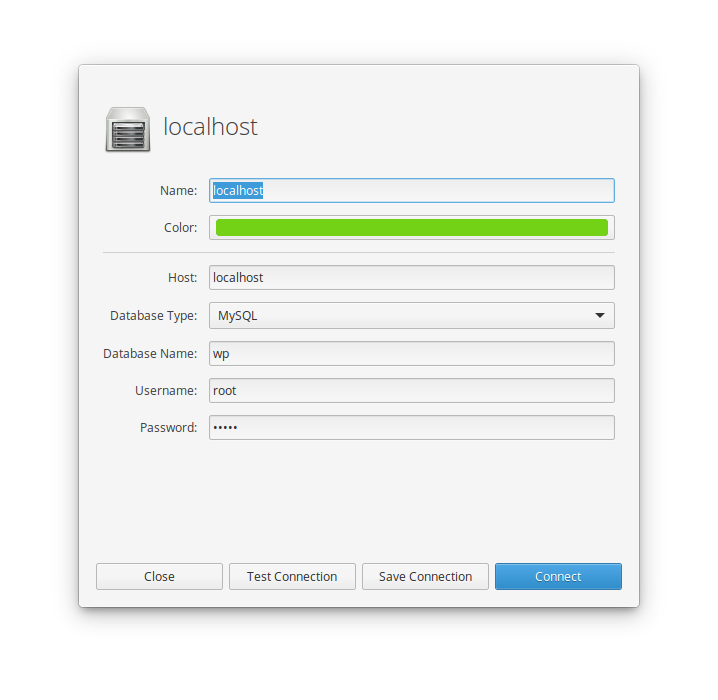 localhost
Name: localhost
Color:
Host: localhost
Database Type: MySQL
Database Name: wp
Username: root
Password: •••••
Close Test Connection Save Connection Connect